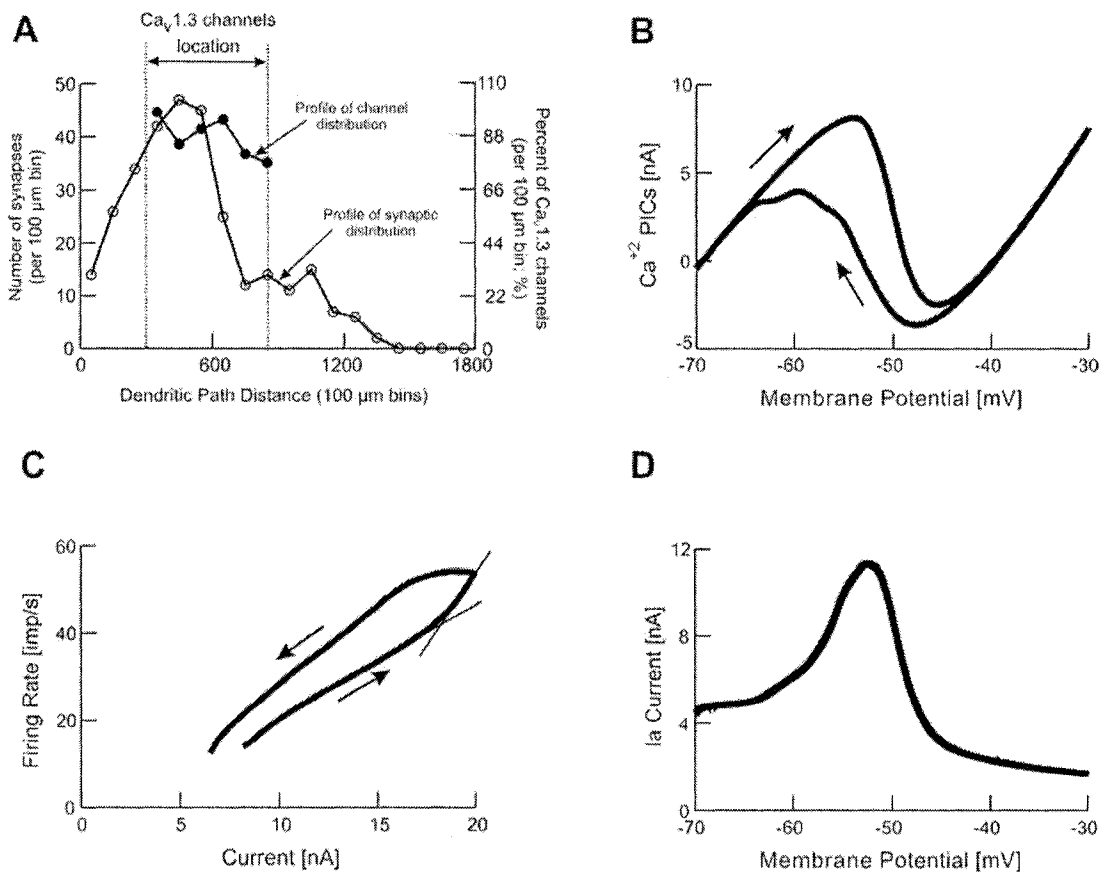 A
Ca_v1.3 channels
location
50
40
30
20
10
0
Number of synapses
(per 100 µm bin)
110
88
66
44
22
0
Percent of Ca_v1.3 channels
(per 100 µm bin; %)
Profile of channel
distribution
Profile of synaptic
distribution
0
600
1200
1800
Dendritic Path Distance (100 µm bins)
B
10
5
0
-5
Ca+2 PICs [nA]
-70
-60
-50
-40
-30
Membrane Potential [mV]
C
60
40
20
0
Firing Rate [imp/s]
0
5
10
15
20
Current [nA]
D
12
8
4
0
Ia Current [nA]
-70
-60
-50
-40
-30
Membrane Potential [mV]